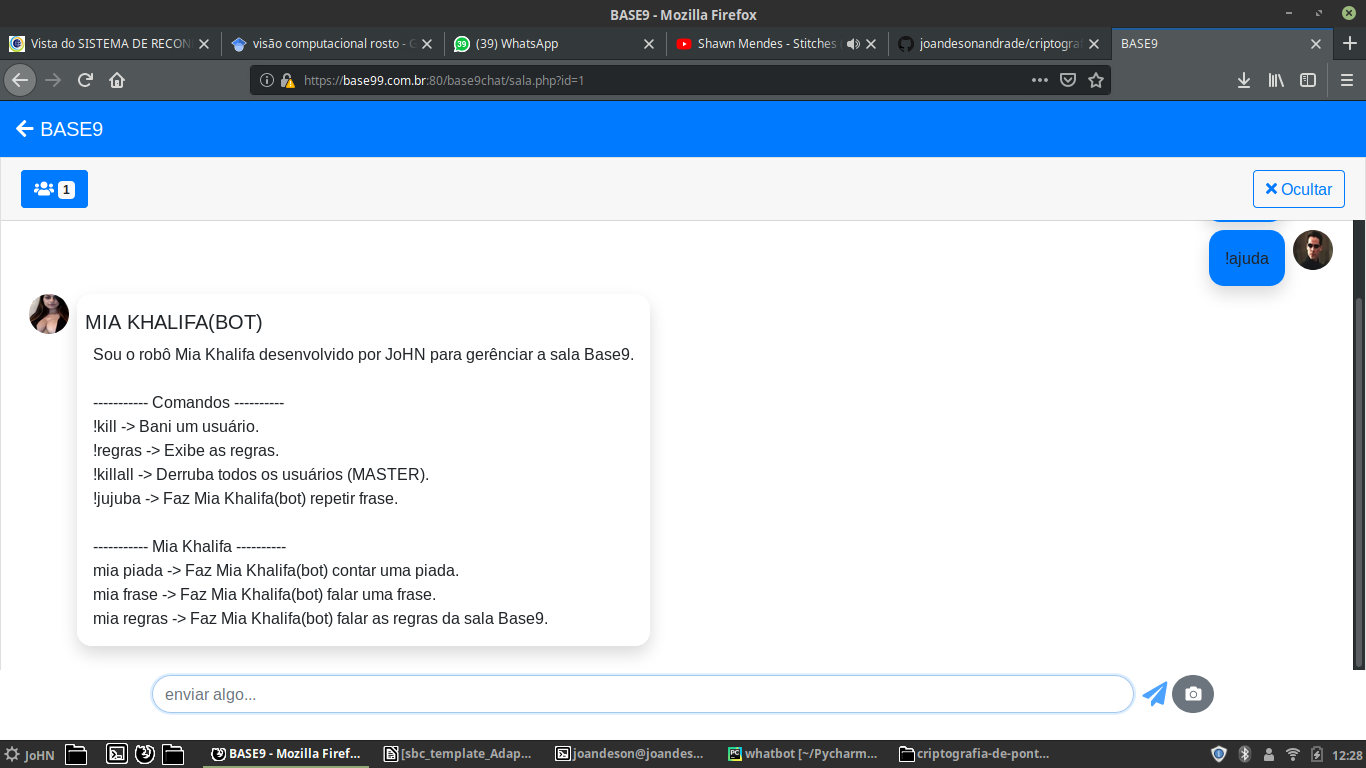 BASE9 - Mozilla Firefox
Vista do SISTEMA DE RECON
visão computacional rosto - G
39 (39) WhatsApp
Shawn Mendes - Stitches
joandesonandrade/criptograf
BASE9
https://base99.com.br:80/base9chat/sala.php?id=1
BASE9
1
Ocultar
!ajuda
MIA KHALIFA(BOT)
Sou o robô Mia Khalifa desenvolvido por JoHN para gerênciar a sala Base9.
----------- Comandos ----------
!kill -> Bani um usuário.
!regras -> Exibe as regras.
!killall -> Derruba todos os usuários (MASTER).
!jujuba -> Faz Mia Khalifa(bot) repetir frase.
----------- Mia Khalifa ----------
mia piada -> Faz Mia Khalifa(bot) contar uma piada.
mia frase -> Faz Mia Khalifa(bot) falar uma frase.
mia regras -> Faz Mia Khalifa(bot) falar as regras da sala Base9.
enviar algo...
JoHN
BASE9 - Mozilla Firef...
[sbc_template_Adap...
joandeson@joandes...
PC whatbot [~/Pycharm...
criptografia-de-pont...
12:28